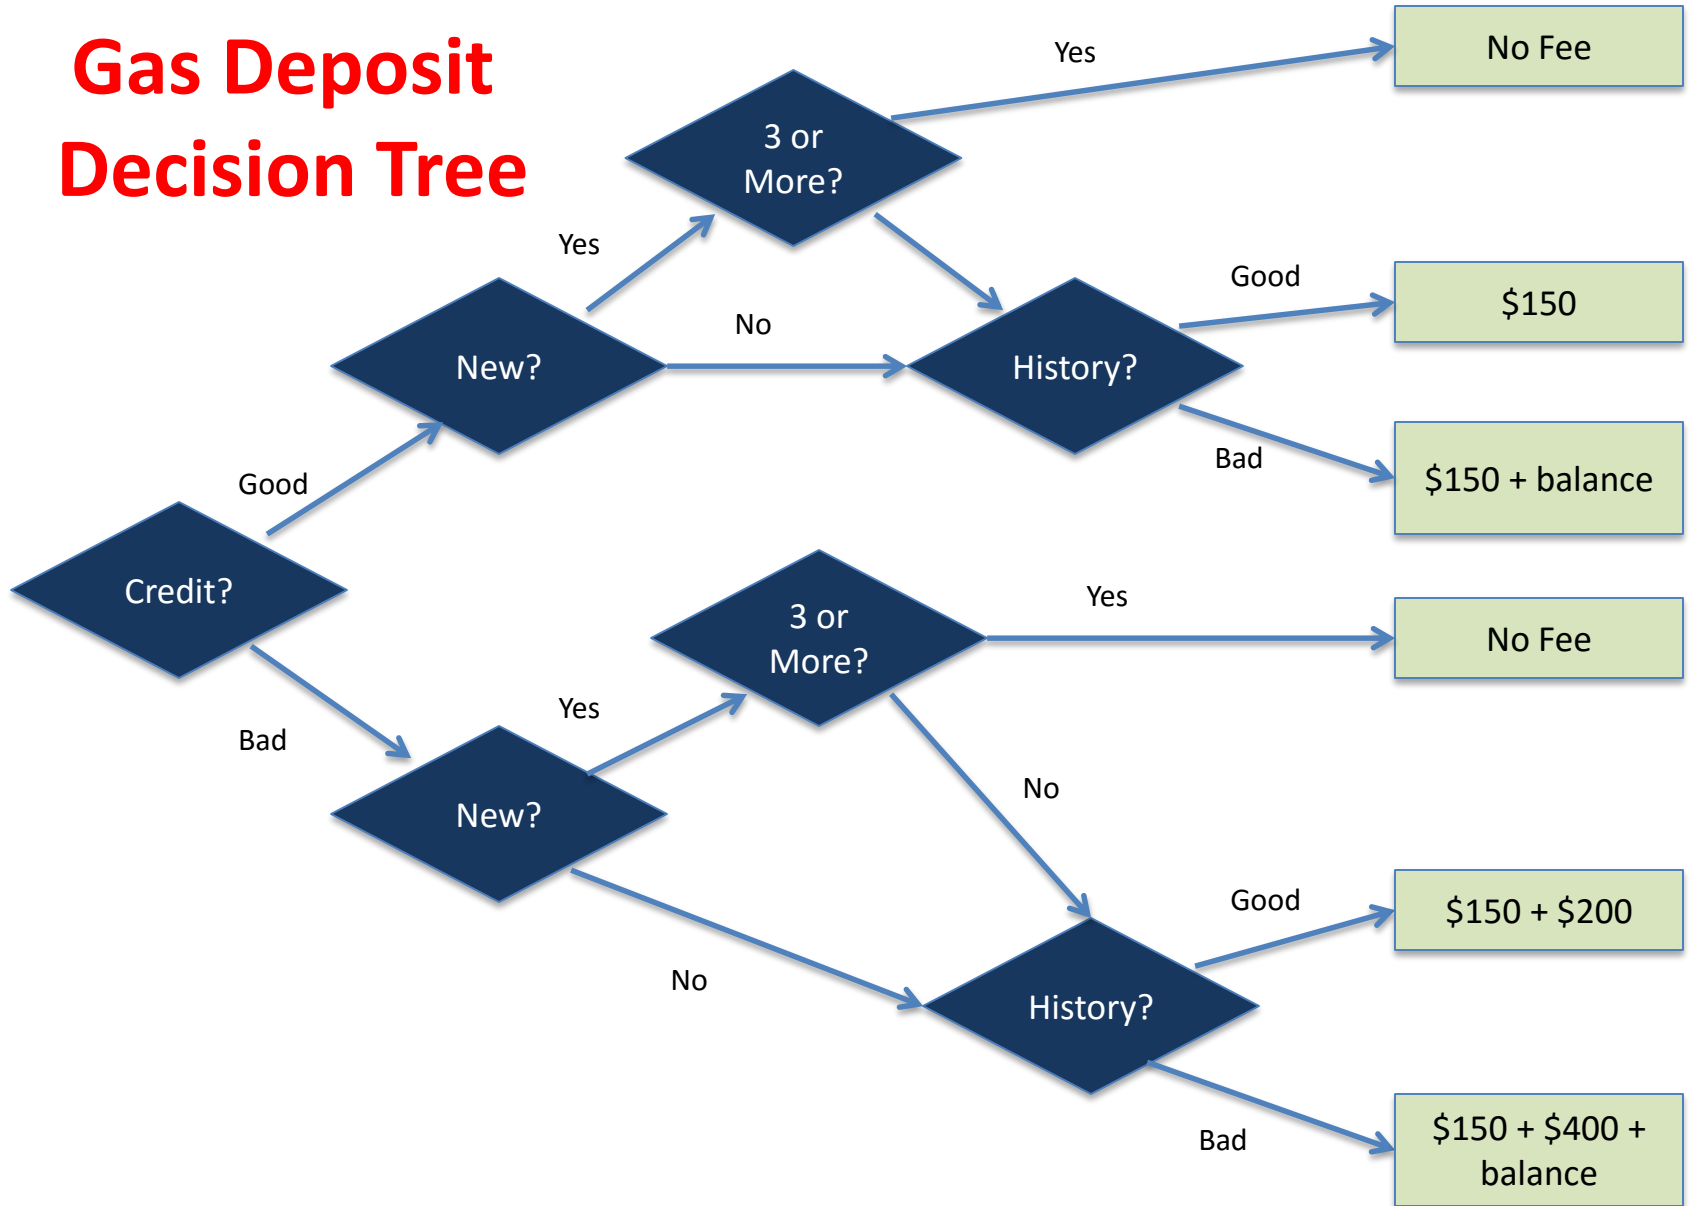 Gas Deposit
Decision Tree
Yes
No Fee
3 or
More?
Yes
Good
$150
No
New?
History?
Bad
$150 + balance
Good
Credit?
3 or
More?
Yes
No Fee
Yes
Bad
No
New?
Good
$150 + $200
No
History?
Bad
$150 + $400 +
balance